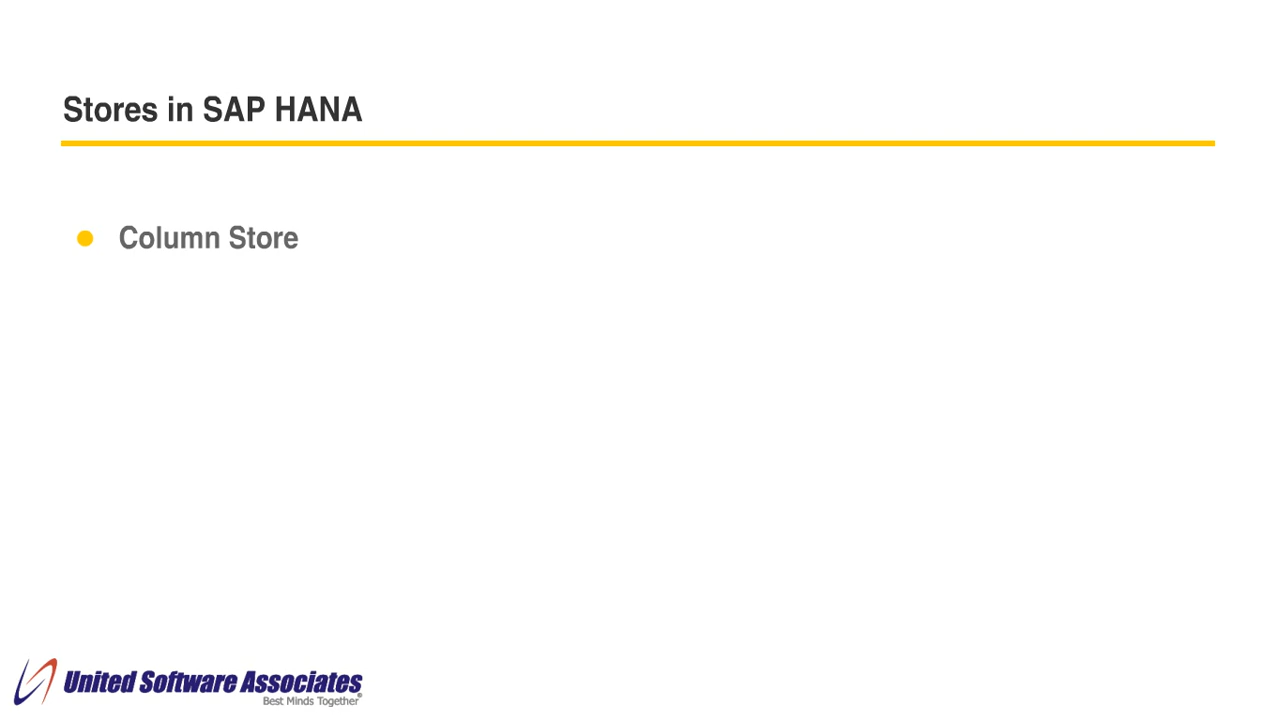 Stores in SAP HANA
Column Store
United Software Associates®
Best Minds Together